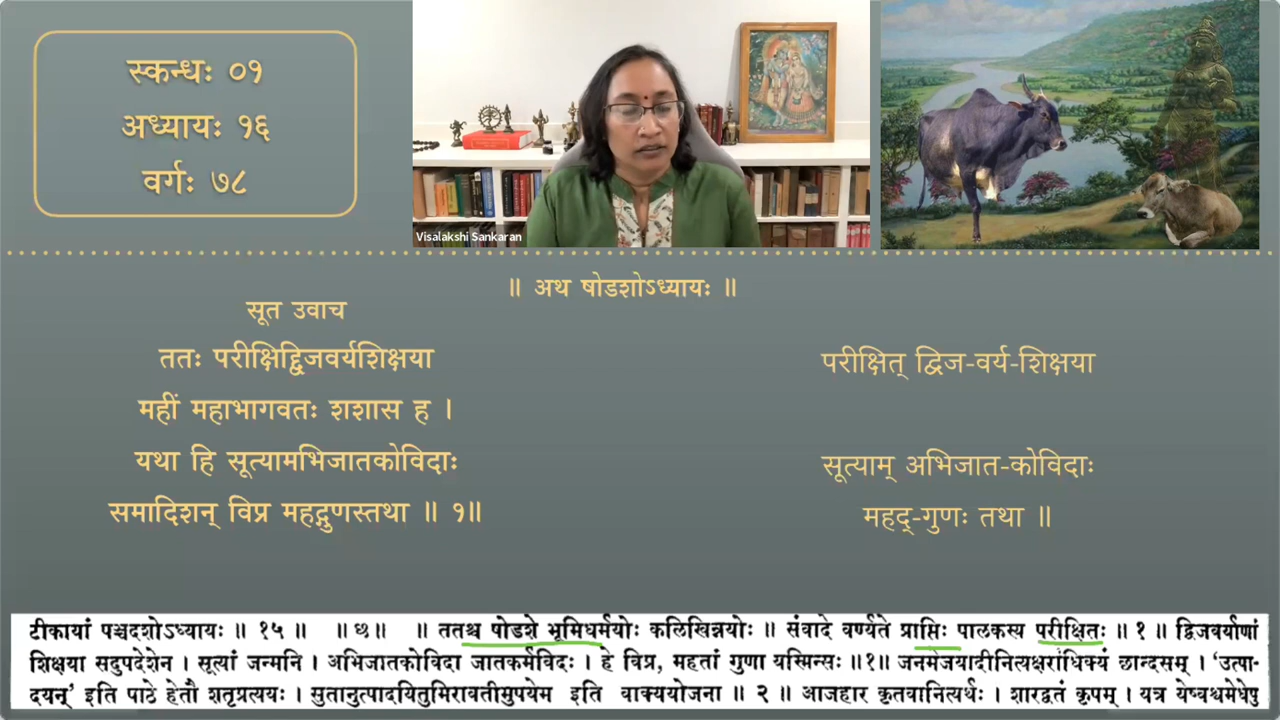 स्कन्धः ०१
अध्यायः १६
वर्गः ७८
Visalakshi Sankaran
॥ अथ षोडशोऽध्यायः ॥
सूत उवाच
ततः परीक्षिद्द्विजवर्यशिक्षया
महीं महाभागवतः शशास ह ।
यथा हि सूत्यामभिजातकोविदाः
समादिशन् विप्र महद्गुणस्तथा ॥ १॥
परीक्षित् द्विज-वर्य-शिक्षया
सूत्याम् अभिजात-कोविदाः
महद्-गुणः तथा ॥
टीकायां पञ्चदशोऽध्यायः ॥ १५ ॥ ॥ छ॥ ॥ ततश्च षोडशे भूमिधर्मयोः कलिखिन्नयोः ॥ संवादे वर्ण्यते प्राप्तिः पालकस्य परीक्षितः ॥ १ ॥ द्विजवर्याणां
शिक्षया सदुपदेशेन । सूत्यां जन्मनि । अभिजातकोविदा जातकर्मविदः । हे विप्र, महतां गुणा यस्मिन्सः ॥१॥ जनमेजयादीनित्यक्षराधिक्यं छान्दसम् । 'उत्पा-
दयन्' इति पाठे हेतौ शतृप्रत्ययः । सुतानुत्पादयितुमिरावतीमुपयेम इति वाक्ययोजना ॥ २ ॥ आजहार कृतवानित्यर्थः । शारद्वतं कृपम् । यत्र येष्वश्वमेधेषु